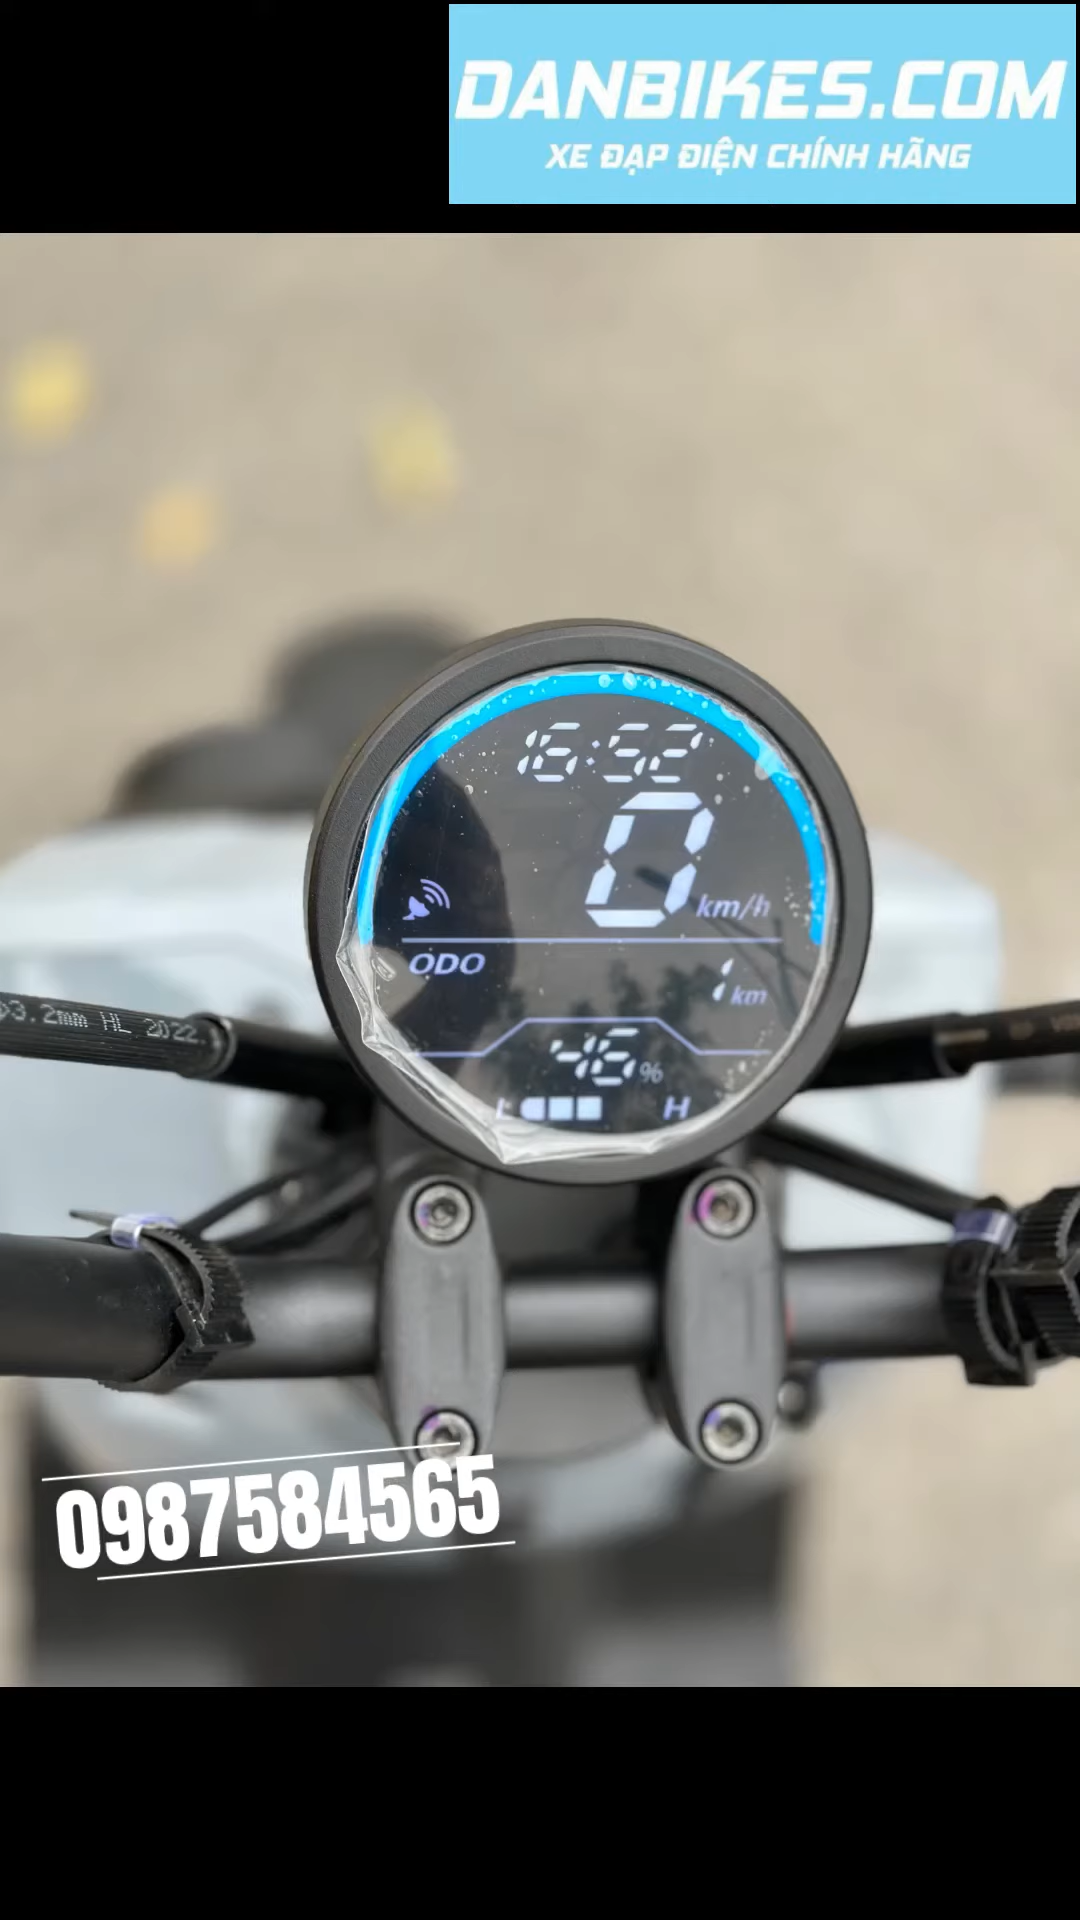 DANBIKES.COM
XE ĐẠP ĐIỆN CHÍNH HÃNG
16:52
0 km/h
ODO
1 km
46%
L H
3.2mm HL 2022.
0987584565